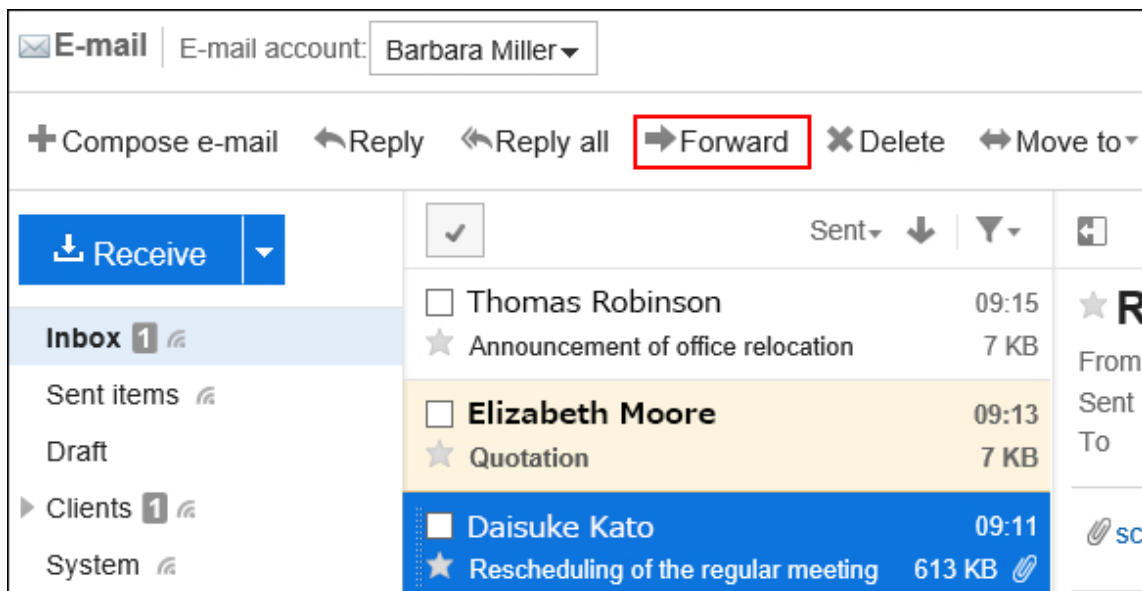 E-mail E-mail account: Barbara Miller
Compose e-mail Reply Reply all Forward Delete Move to
Receive
Inbox 1
Sent items
Draft
Clients 1
System
Sent
Thomas Robinson 09:15
Announcement of office relocation 7 KB
Elizabeth Moore 09:13
Quotation 7 KB
Daisuke Kato 09:11
Rescheduling of the regular meeting 613 KB
R
From
Sent
To
sc